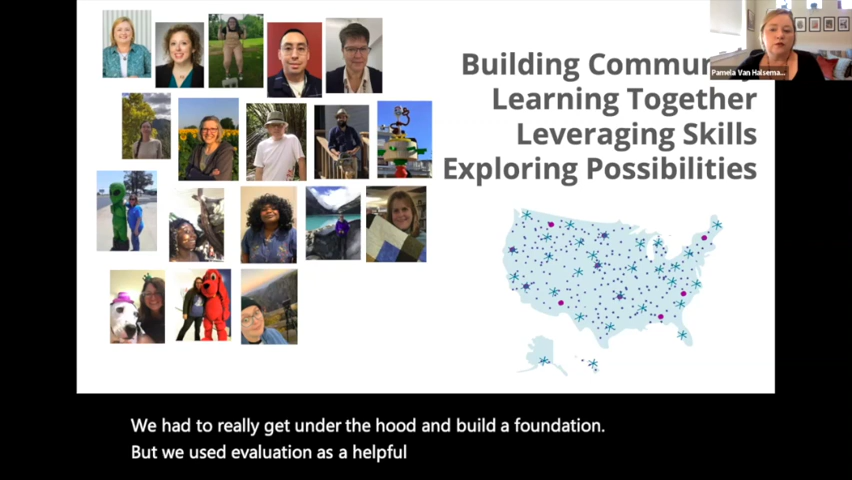 Building Commun
Learning Together
Leveraging Skills
Exploring Possibilities
Pamela Van Halsema...
We had to really get under the hood and build a foundation.
But we used evaluation as a helpful